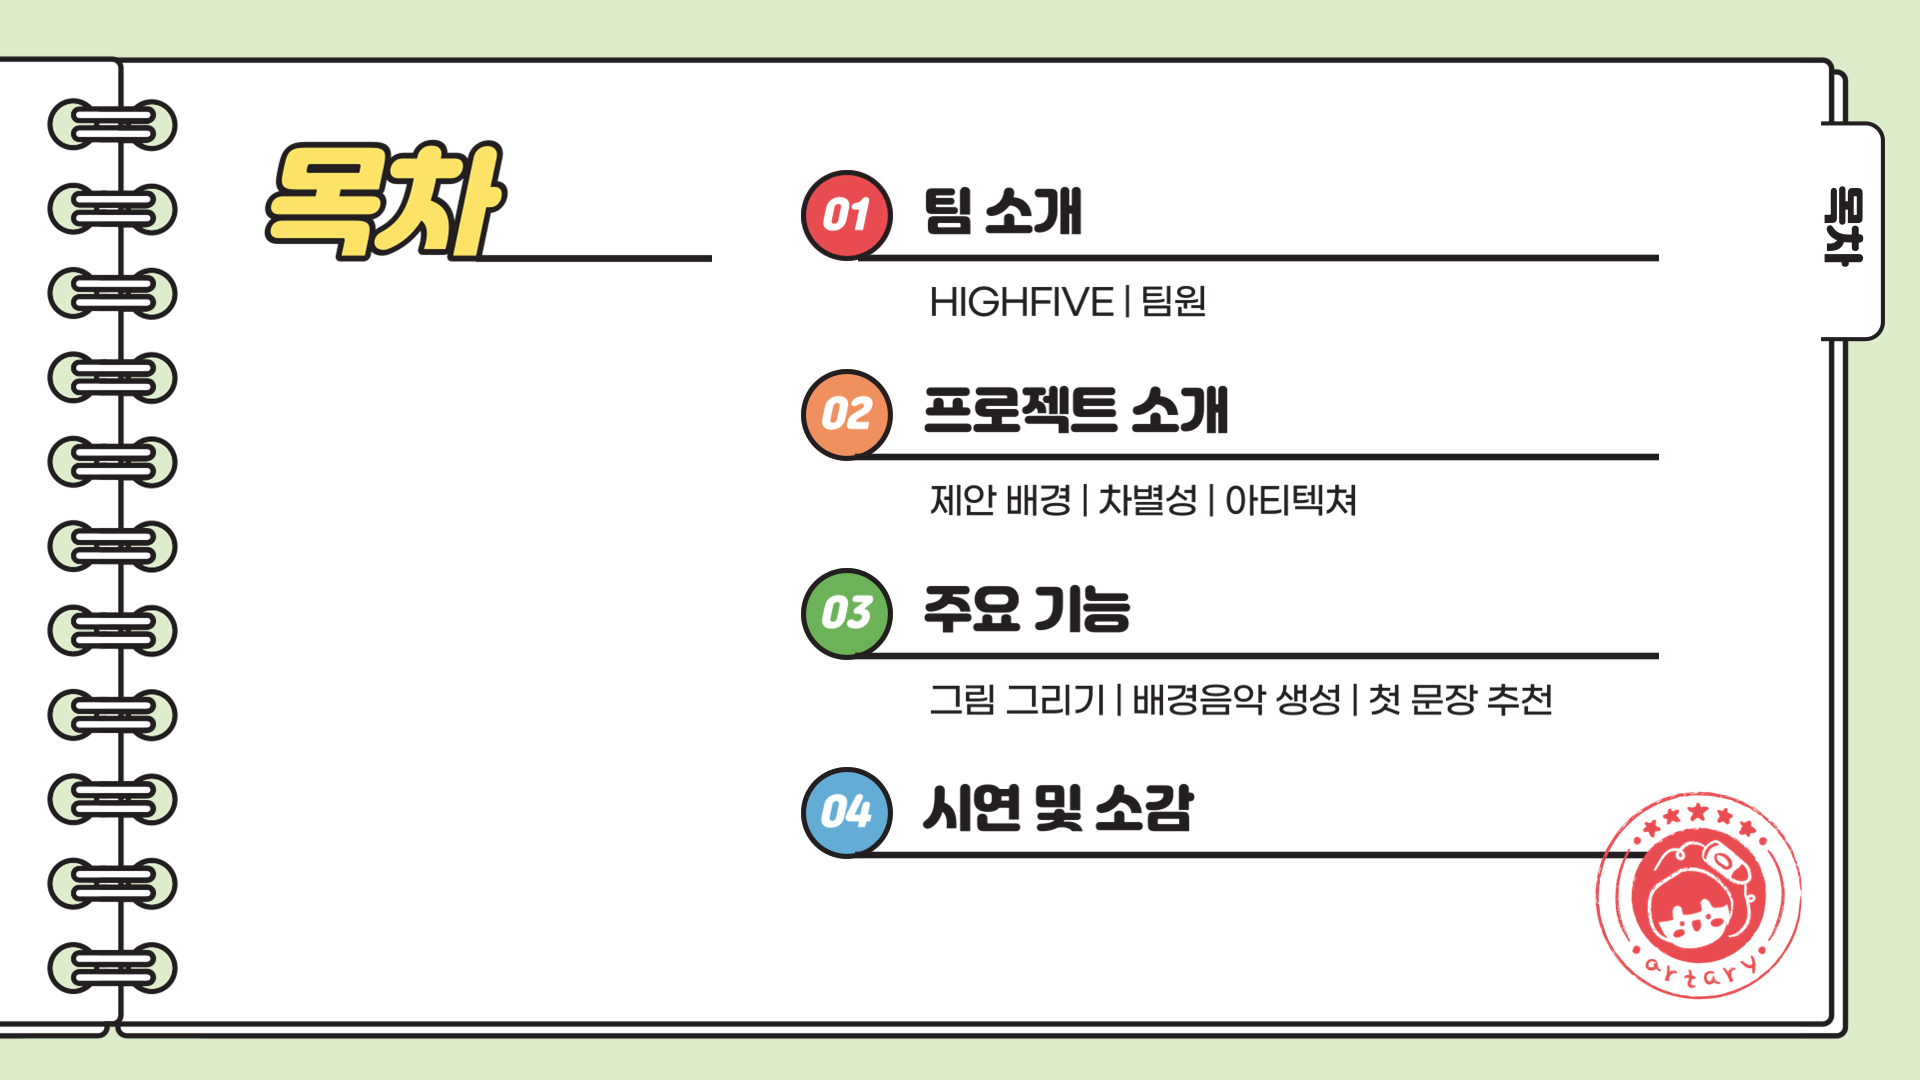 목차
01 팀 소개
HIGHFIVE | 팀원
02 프로젝트 소개
제안 배경 | 차별성 | 아티텍쳐
03 주요 기능
그림 그리기 | 배경음악 생성 | 첫 문장 추천
04 시연 및 소감
목차
artary